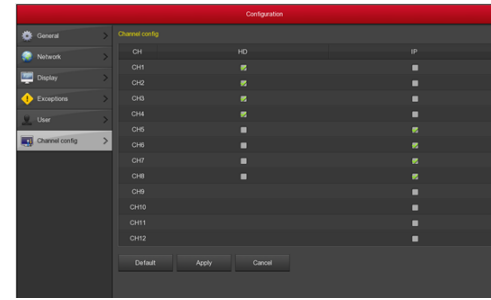 Configuration
General
Network
Display
Exceptions
User
Channel config
Channel config
CH HD IP
CH1
CH2
CH3
CH4
CH5
CH6
CH7
CH8
CH9
CH10
CH11
CH12
Default Apply Cancel